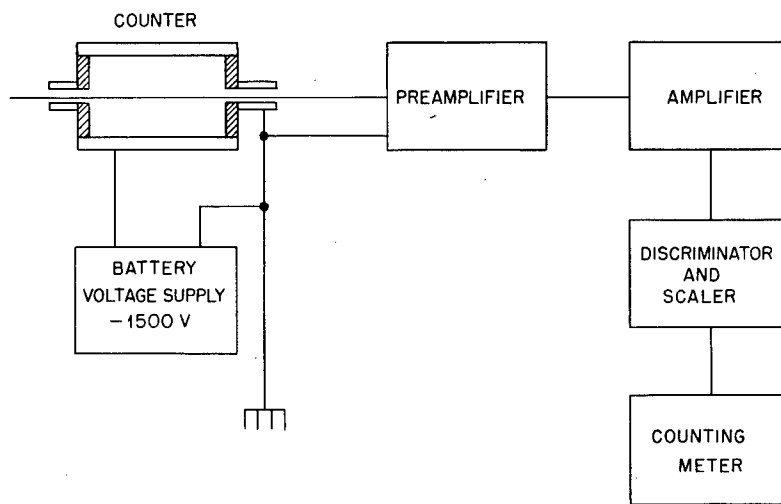 COUNTER
PREAMPLIFIER
AMPLIFIER
BATTERY
VOLTAGE SUPPLY
−1500 V
DISCRIMINATOR
AND
SCALER
COUNTING
METER